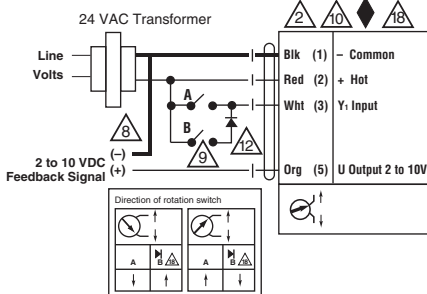 24 VAC Transformer
2 10 18
Line
Volts
Blk (1) – Common
Red (2) + Hot
A
Wht (3) Y1 Input
B
8 9 12
(–)
2 to 10 VDC
Feedback Signal (+)
Org (5) U Output 2 to 10V
Direction of rotation switch
A B 18 A B 18